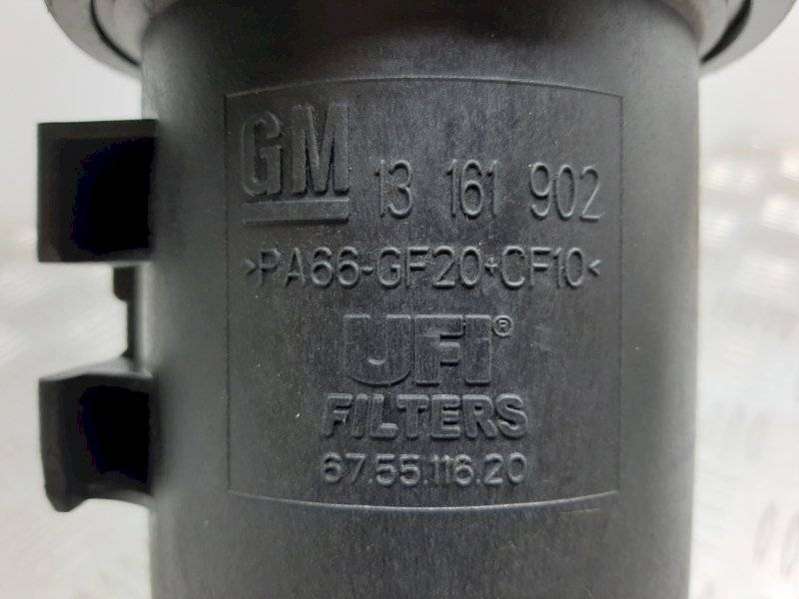 GM 13 161 902
>PA66-GF20+CF10<
UFI®
FILTERS
67.55.116.20